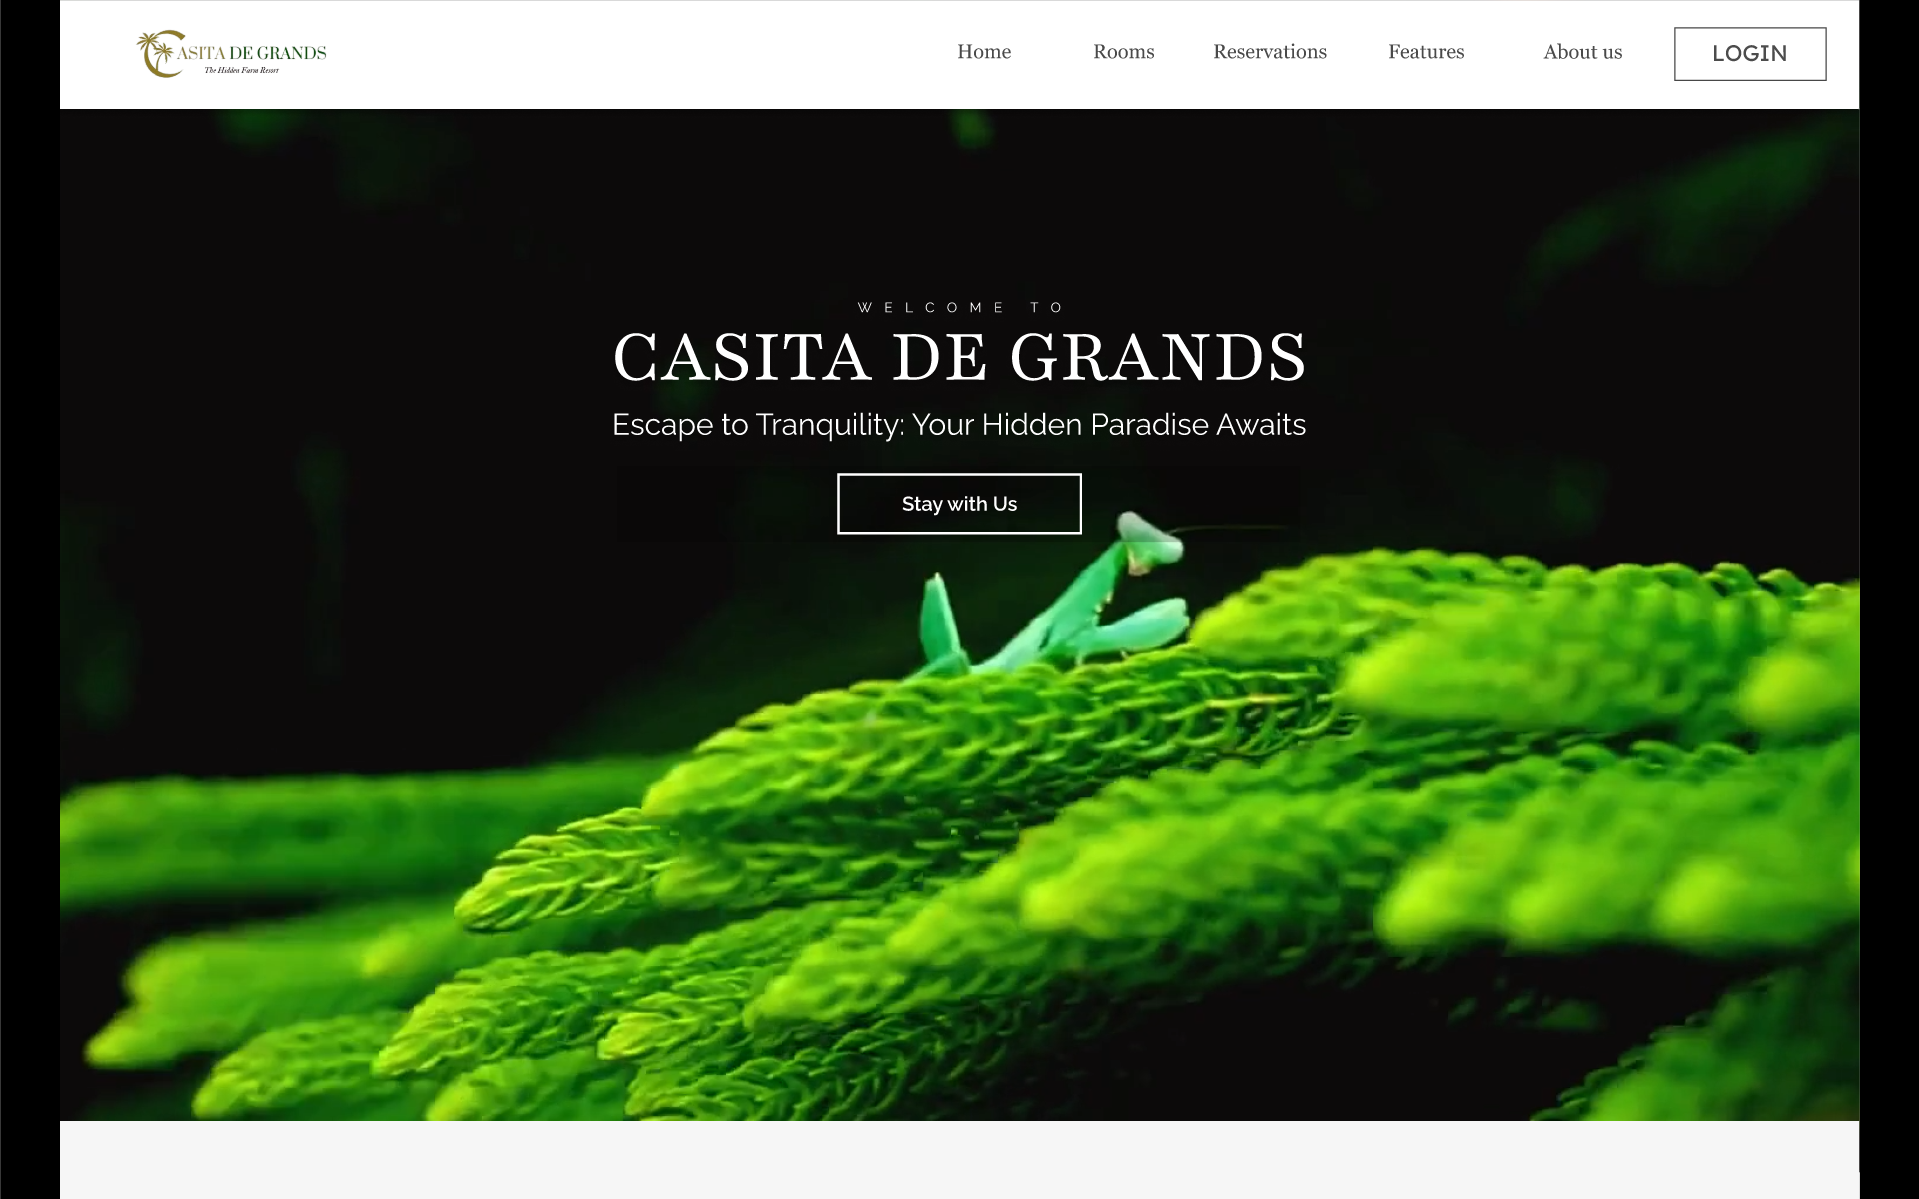 ASITA DE GRANDS
The Hidden Farm Resort
Home
Rooms
Reservations
Features
About us
LOGIN
WELCOME TO
CASITA DE GRANDS
Escape to Tranquility: Your Hidden Paradise Awaits
Stay with Us